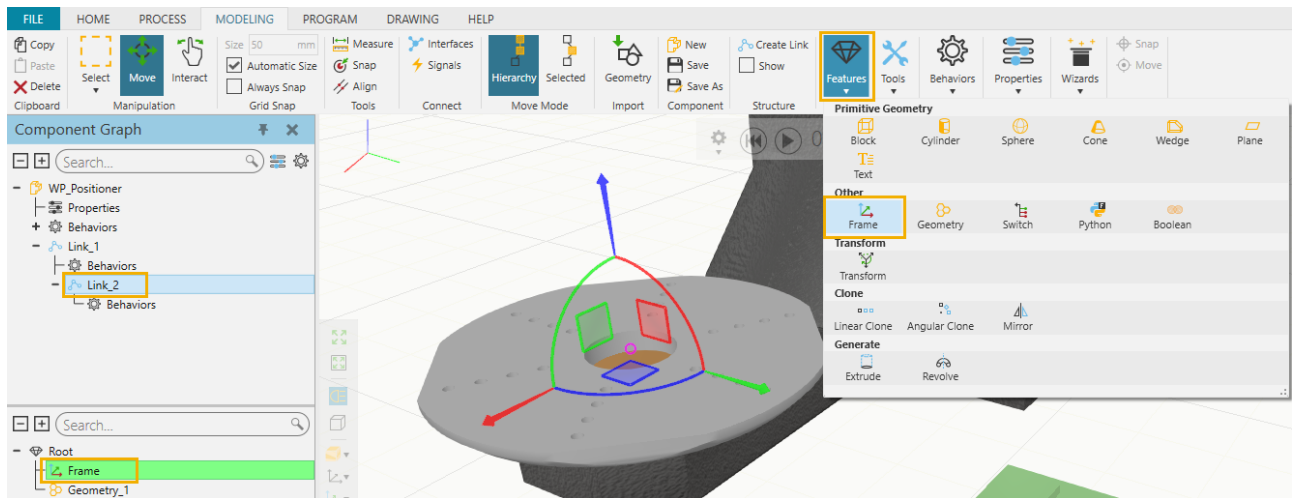 FILE HOME PROCESS MODELING PROGRAM DRAWING HELP
Copy
Paste
Delete
Clipboard
Select
Move
Interact
Manipulation
Size 50 mm
Automatic Size
Always Snap
Grid Snap
Measure
Snap
Align
Tools
Interfaces
Signals
Connect
Hierarchy
Selected
Move Mode
Geometry
Import
New
Save
Save As
Component
Create Link
Show
Structure
Features
Tools
Behaviors
Properties
Wizards
Snap
Move
Component Graph
Search...
WP_Positioner
Properties
Behaviors
Link_1
Behaviors
Link_2
Behaviors
Search...
Root
Frame
Geometry_1
0
Primitive Geometry
Block Cylinder Sphere Cone Wedge Plane
Text
Other
Frame Geometry Switch Python Boolean
Transform
Transform
Clone
Linear Clone Angular Clone Mirror
Generate
Extrude Revolve